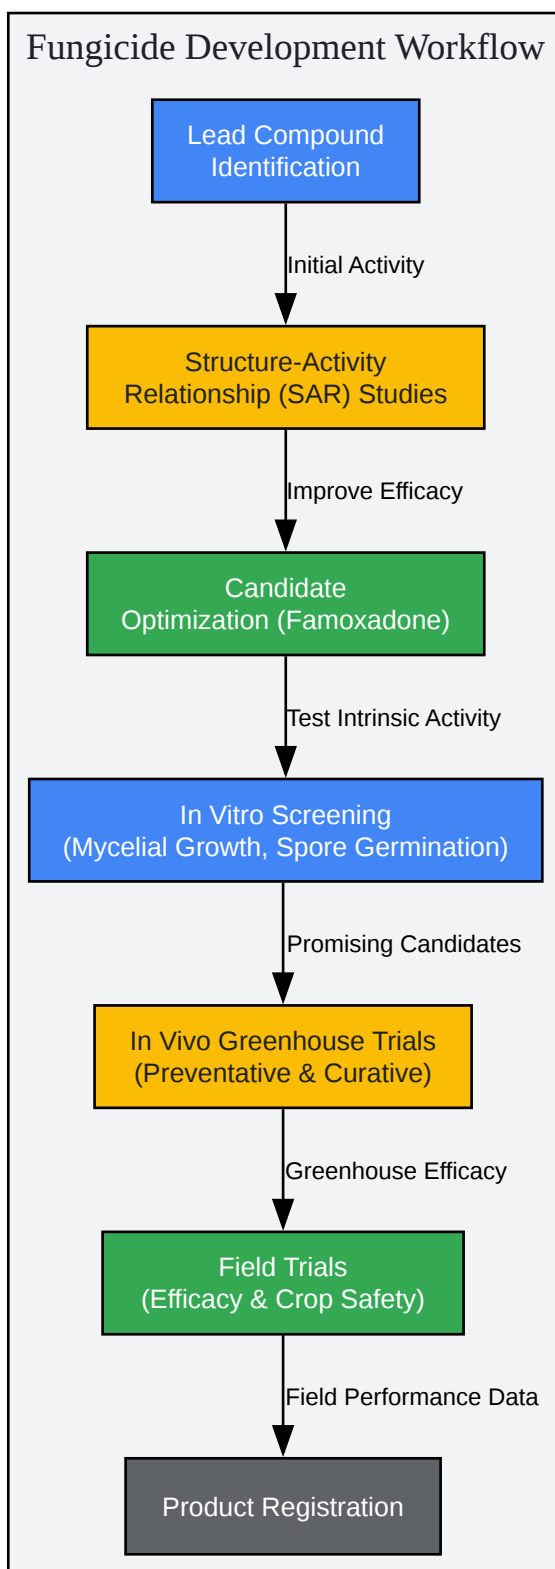 Fungicide Development Workflow
Lead Compound
Identification
Initial Activity
Structure-Activity
Relationship (SAR) Studies
Improve Efficacy
Candidate
Optimization (Famoxadone)
Test Intrinsic Activity
In Vitro Screening
(Mycelial Growth, Spore Germination)
Promising Candidates
In Vivo Greenhouse Trials
(Preventative & Curative)
Greenhouse Efficacy
Field Trials
(Efficacy & Crop Safety)
Field Performance Data
Product Registration